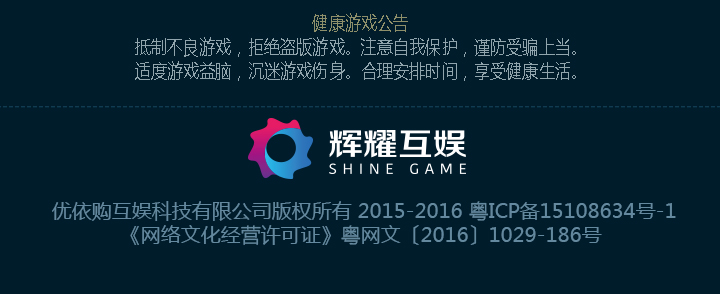 健康游戏公告
抵制不良游戏，拒绝盗版游戏。注意自我保护，谨防受骗上当。
适度游戏益脑，沉迷游戏伤身。合理安排时间，享受健康生活。
辉耀互娱
SHINE GAME
优依购互娱科技有限公司版权所有 2015-2016 粤ICP备15108634号-1
《网络文化经营许可证》粤网文〔2016〕1029-186号